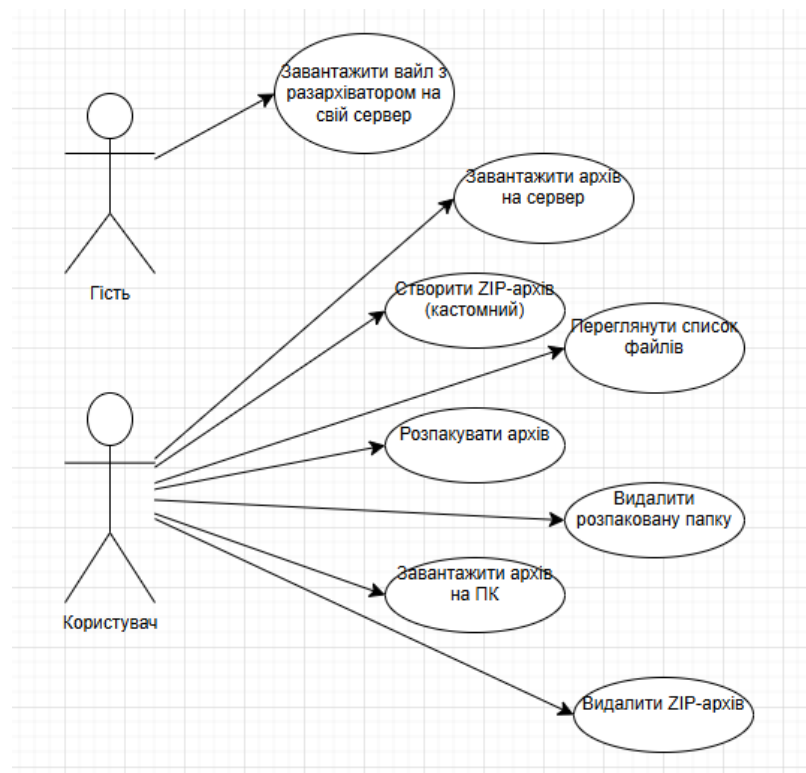 Завантажити вайл з
разархіватором на
свій сервер
Гість
Завантажити архів
на сервер
Створити ZIP-архів
(кастомний)
Переглянути список
файлів
Розпакувати архів
Видалити
розпаковану папку
Завантажити архів
на ПК
Користувач
Видалити ZIP-архів